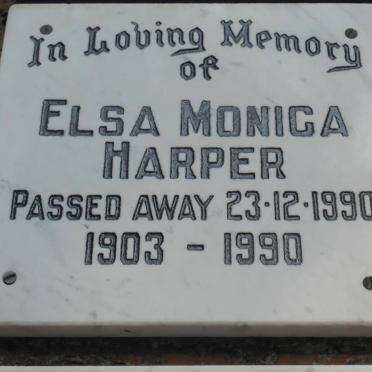 In Loving Memory
of
ELSA MONICA
HARPER
PASSED AWAY 23·12·1990
1903 - 1990